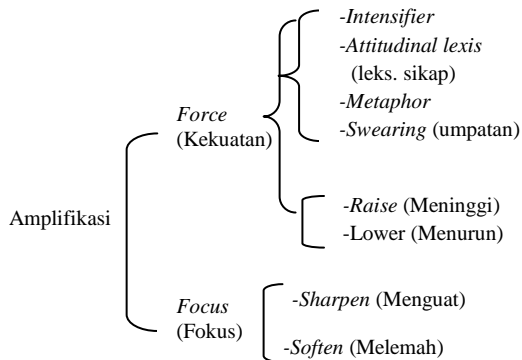 -Intensifier
-Attitudinal lexis
(leks. sikap)
-Metaphor
-Swearing (umpatan)
Force
(Kekuatan)
-Raise (Meninggi)
-Lower (Menurun)
Amplifikasi
-Sharpen (Menguat)
Focus
(Fokus)
-Soften (Melemah)